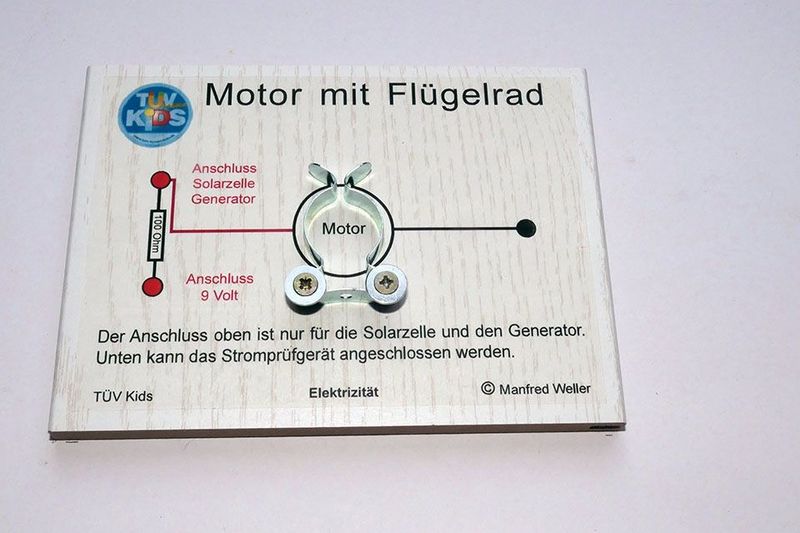 TÜV
KiDS
Motor mit Flügelrad
Anschluss
Solarzelle
Generator
100 Ohm
Motor
Anschluss
9 Volt
Der Anschluss oben ist nur für die Solarzelle und den Generator.
Unten kann das Stromprüfgerät angeschlossen werden.
TÜV Kids
Elektrizität
© Manfred Weller